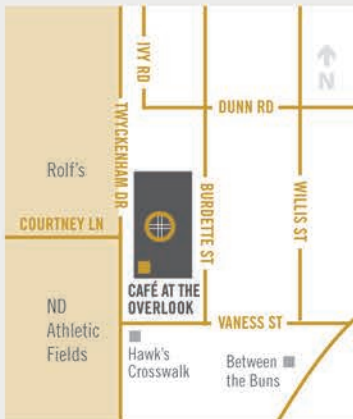 IVY RD
N
DUNN RD
TWYCKENHAM DR
Rolf's
BURDETTE ST
WILLIS ST
COURTNEY LN
CAFÉ AT THE
OVERLOOK
ND
Athletic
Fields
VANESS ST
Hawk's
Crosswalk
Between
the Buns